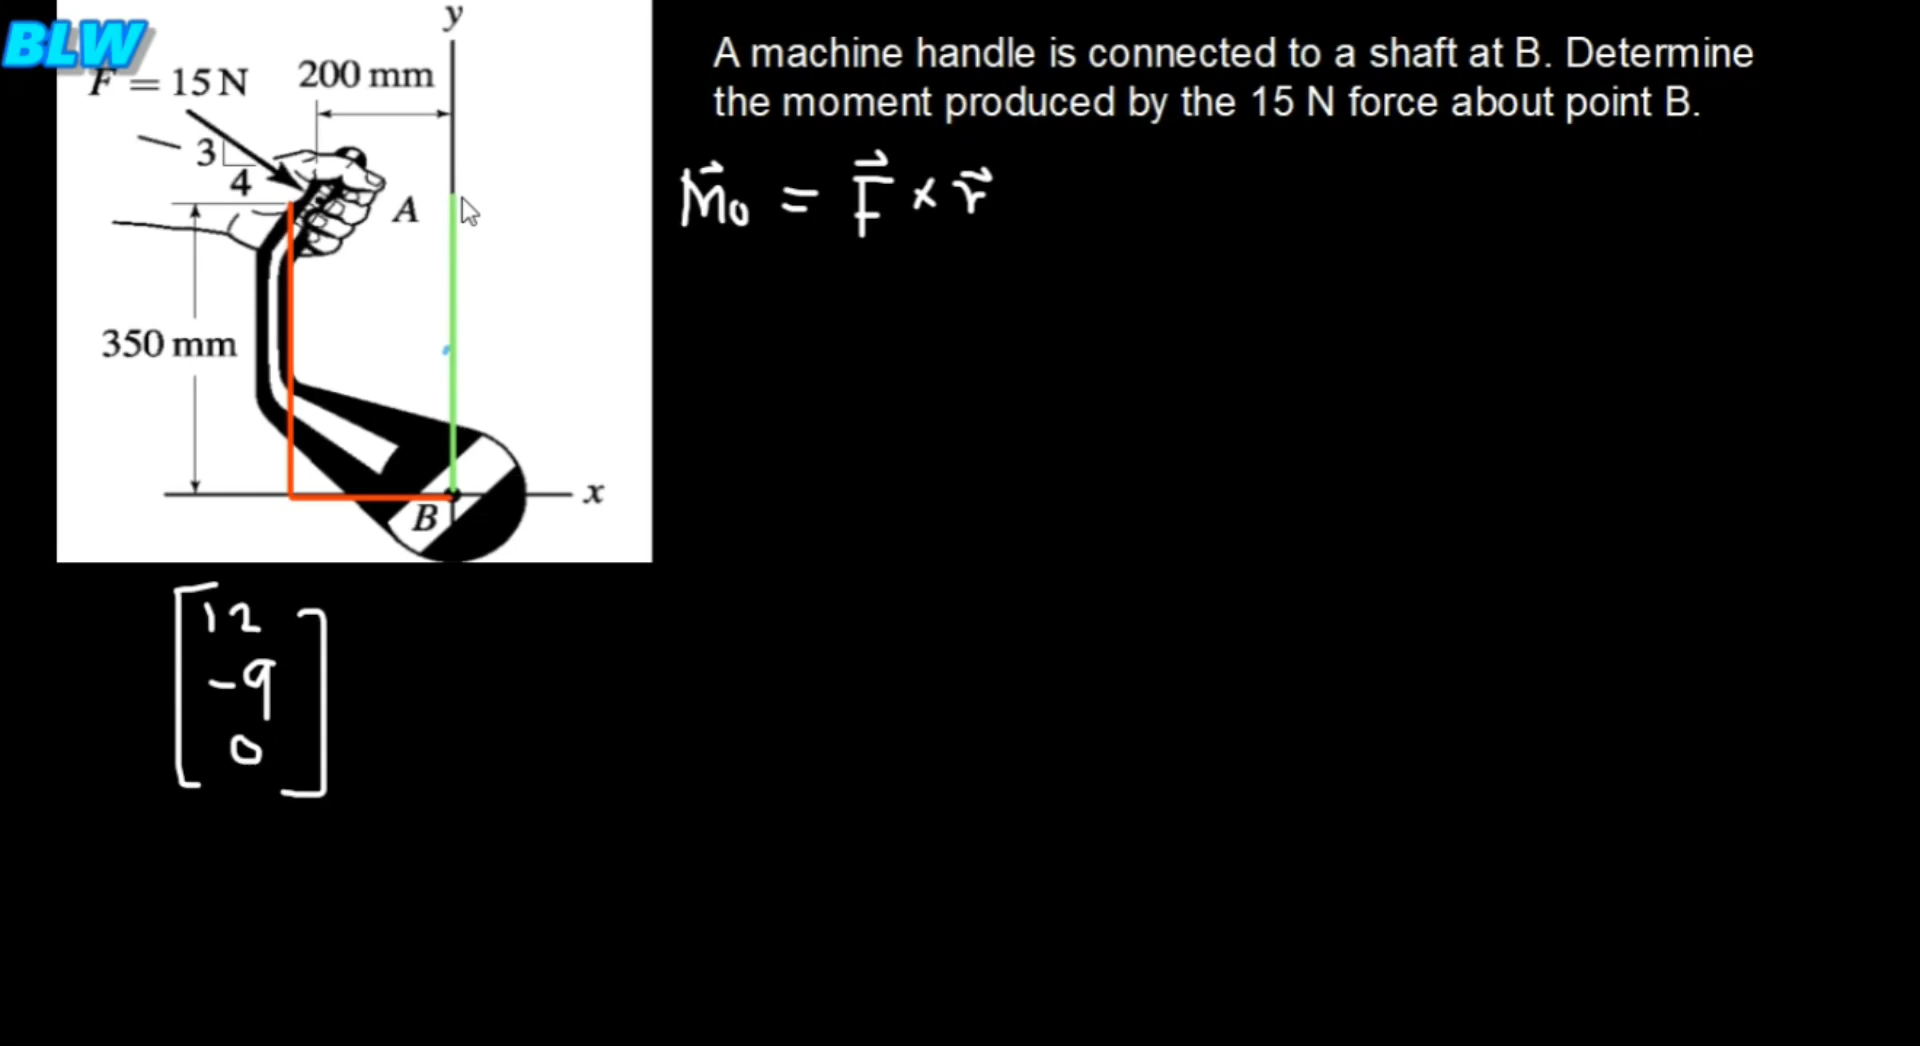 BLW
y
F = 15 N
200 mm
A machine handle is connected to a shaft at B. Determine
the moment produced by the 15 N force about point B.
3
4
A
M⃗₀ = F⃗ × r⃗
350 mm
x
B
12
-9
0